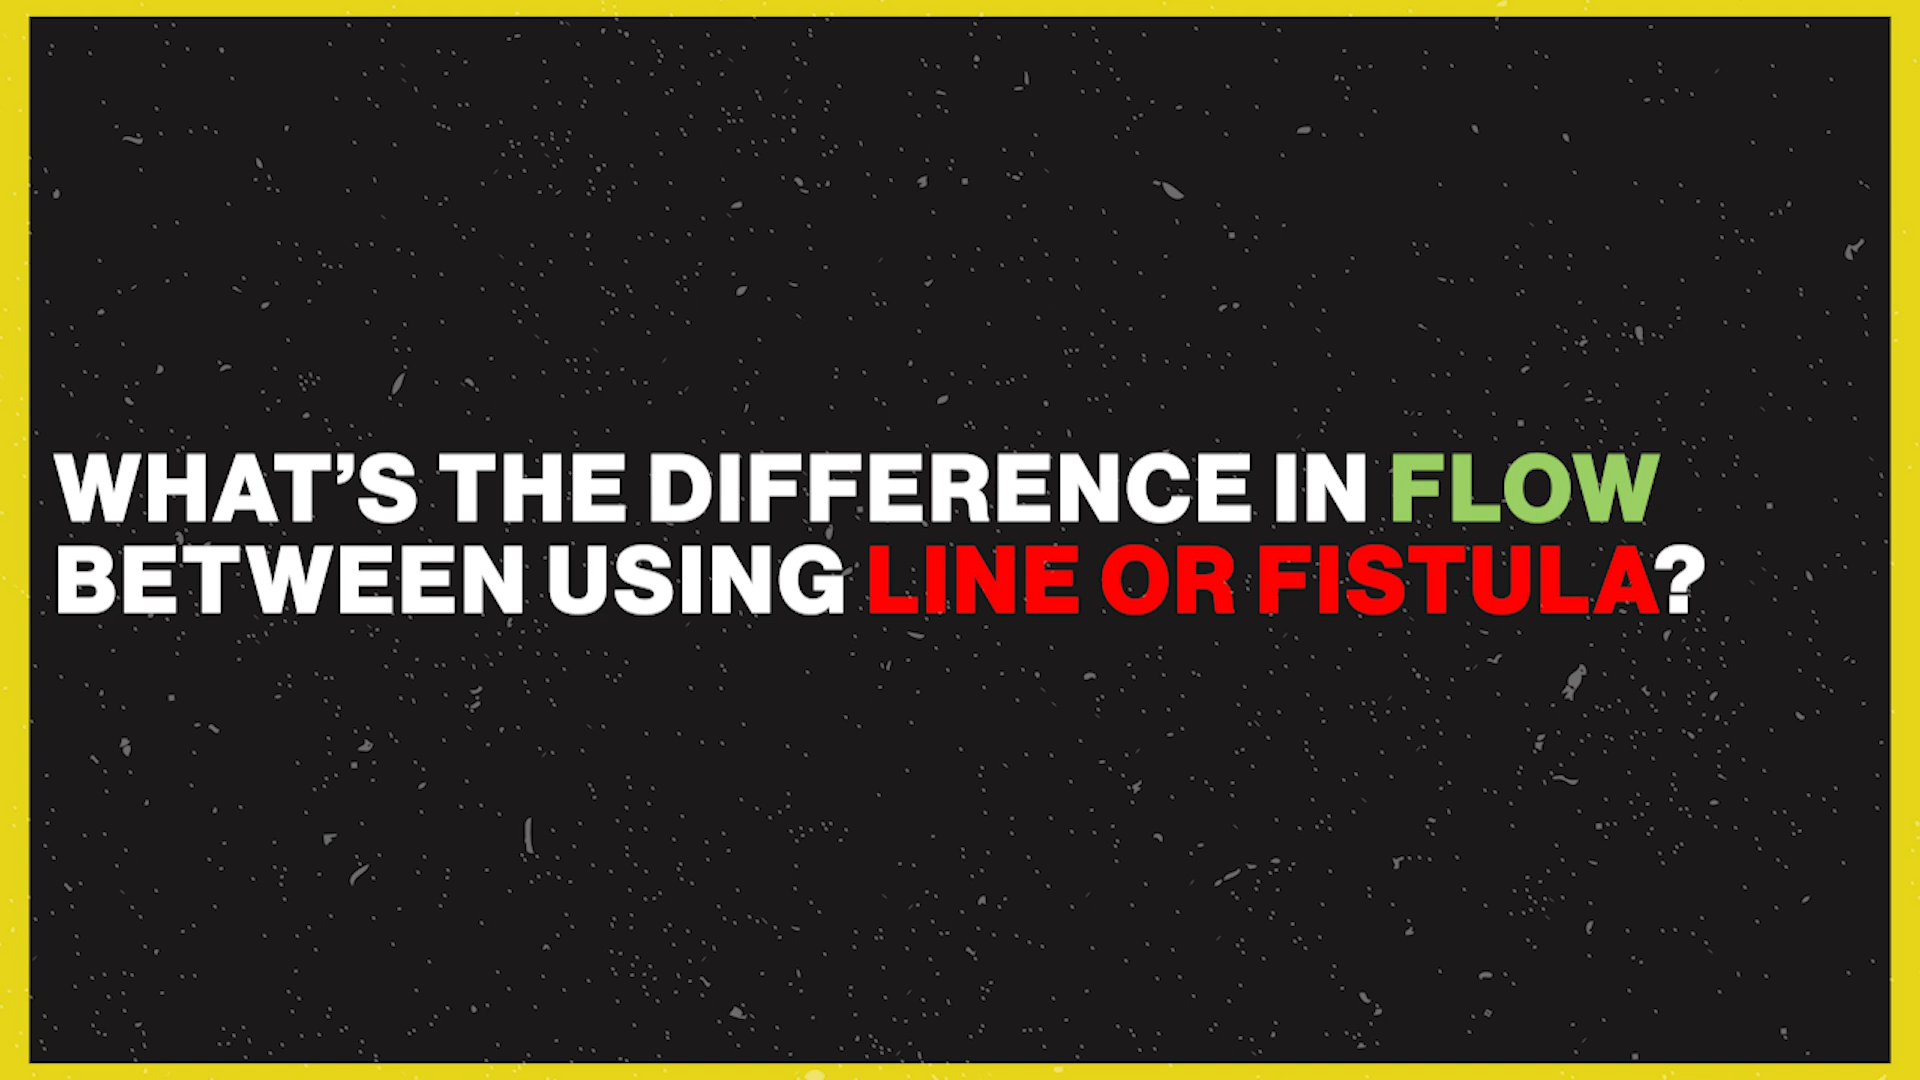 WHAT’S THE DIFFERENCE IN FLOW
BETWEEN USING LINE OR FISTULA?